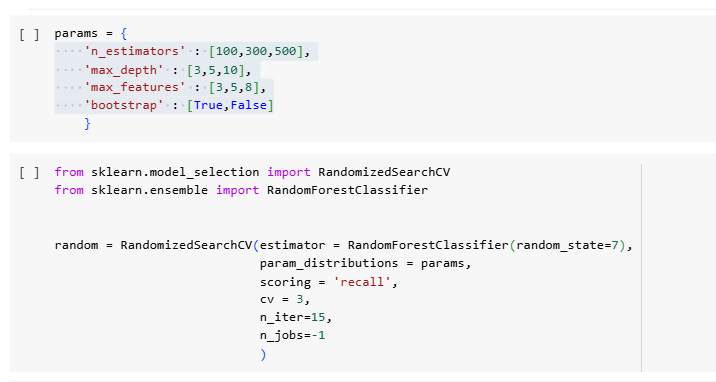 [ ] params = {
    'n_estimators' : [100,300,500],
    'max_depth' : [3,5,10],
    'max_features' : [3,5,8],
    'bootstrap' : [True,False]
    }
[ ] from sklearn.model_selection import RandomizedSearchCV
from sklearn.ensemble import RandomForestClassifier
random = RandomizedSearchCV(estimator = RandomForestClassifier(random_state=7),
                            param_distributions = params,
                            scoring = 'recall',
                            cv = 3,
                            n_iter=15,
                            n_jobs=-1
                            )